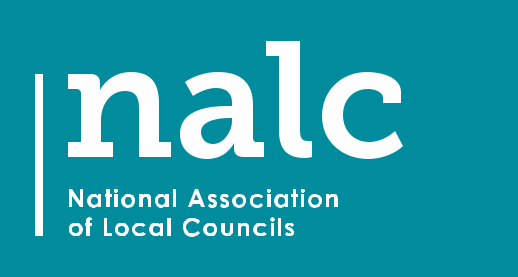 nalc
National Association
of Local Councils